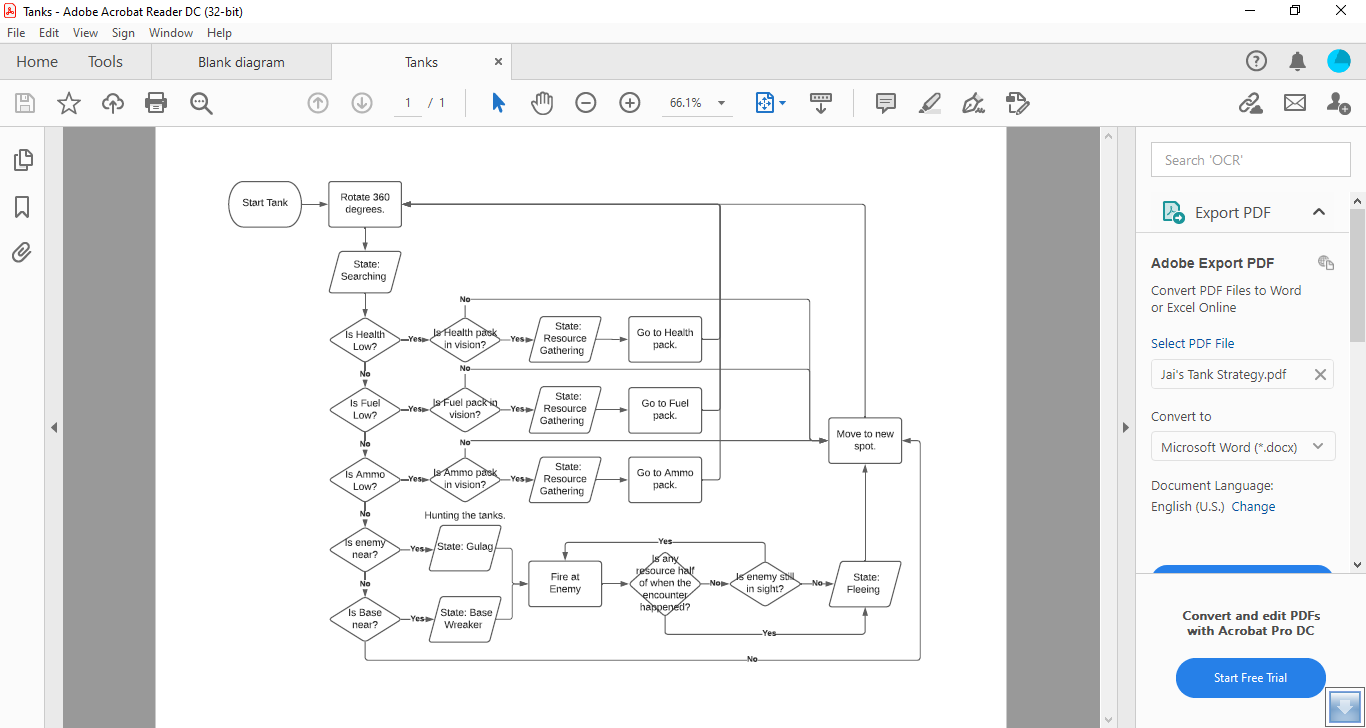 Tanks - Adobe Acrobat Reader DC (32-bit)
File Edit View Sign Window Help
Home Tools Blank diagram Tanks ×
1 / 1 66.1%
Search 'OCR'
Export PDF
Adobe Export PDF
Convert PDF Files to Word
or Excel Online
Select PDF File
Jai's Tank Strategy.pdf
Convert to
Microsoft Word (*.docx)
Document Language:
English (U.S.) Change
Convert and edit PDFs
with Acrobat Pro DC
Start Free Trial
Start Tank
Rotate 360
degrees.
State:
Searching
No
Is Health
Low?
Yes
Is Health pack
in vision?
Yes
State:
Resource
Gathering
Go to Health
pack.
No
No
Is Fuel
Low?
Yes
Is Fuel pack in
vision?
Yes
State:
Resource
Gathering
Go to Fuel
pack.
Move to new
spot.
No
No
Is Ammo
Low?
Yes
Is Ammo pack
in vision?
Yes
State:
Resource
Gathering
Go to Ammo
pack.
No
Hunting the tanks.
Is enemy
near?
Yes
State: Gulag
No
Is Base
near?
Yes
State: Base
Wreaker
Fire at
Enemy
Yes
Is any
resource half
of when the
encounter
happened?
No
Is enemy still
in sight?
No
State:
Fleeing
Yes
No